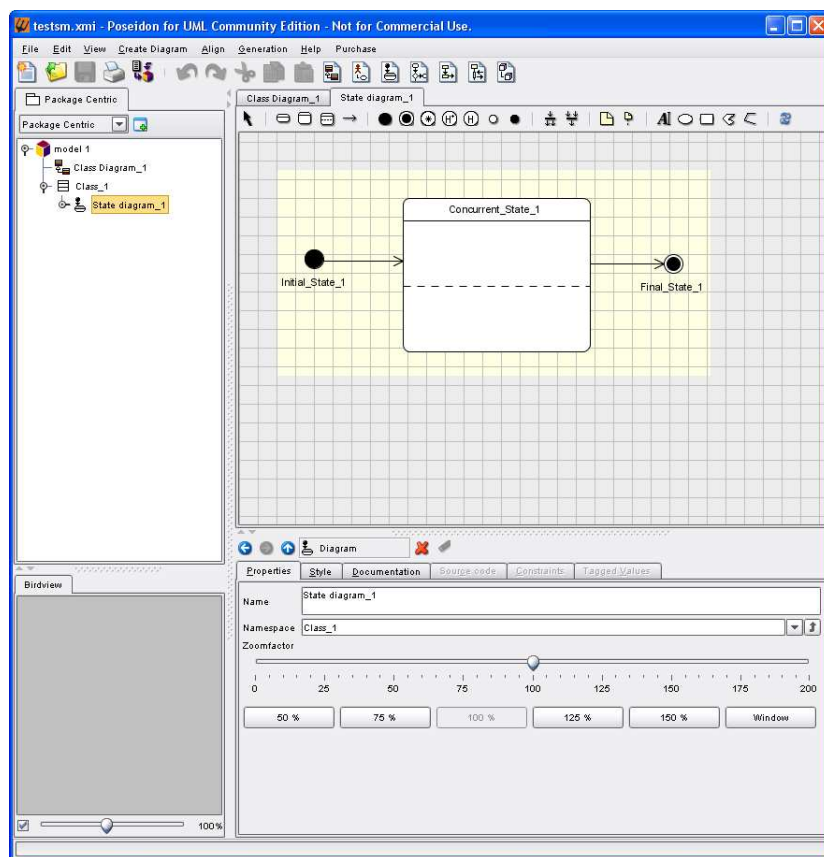 testsm.xmi - Poseidon for UML Community Edition - Not for Commercial Use.
File Edit View Create Diagram Align Generation Help Purchase
Package Centric
Package Centric
model 1
Class Diagram_1
Class_1
State diagram_1
Class Diagram_1 State diagram_1
Concurrent_State_1
Initial_State_1
Final_State_1
Birdview
100%
Diagram
Properties Style Documentation Source code Constraints Tagged Values
Name State diagram_1
Namespace Class_1
Zoomfactor
0 25 50 75 100 125 150 175 200
50 % 75 % 100 % 125 % 150 % Window